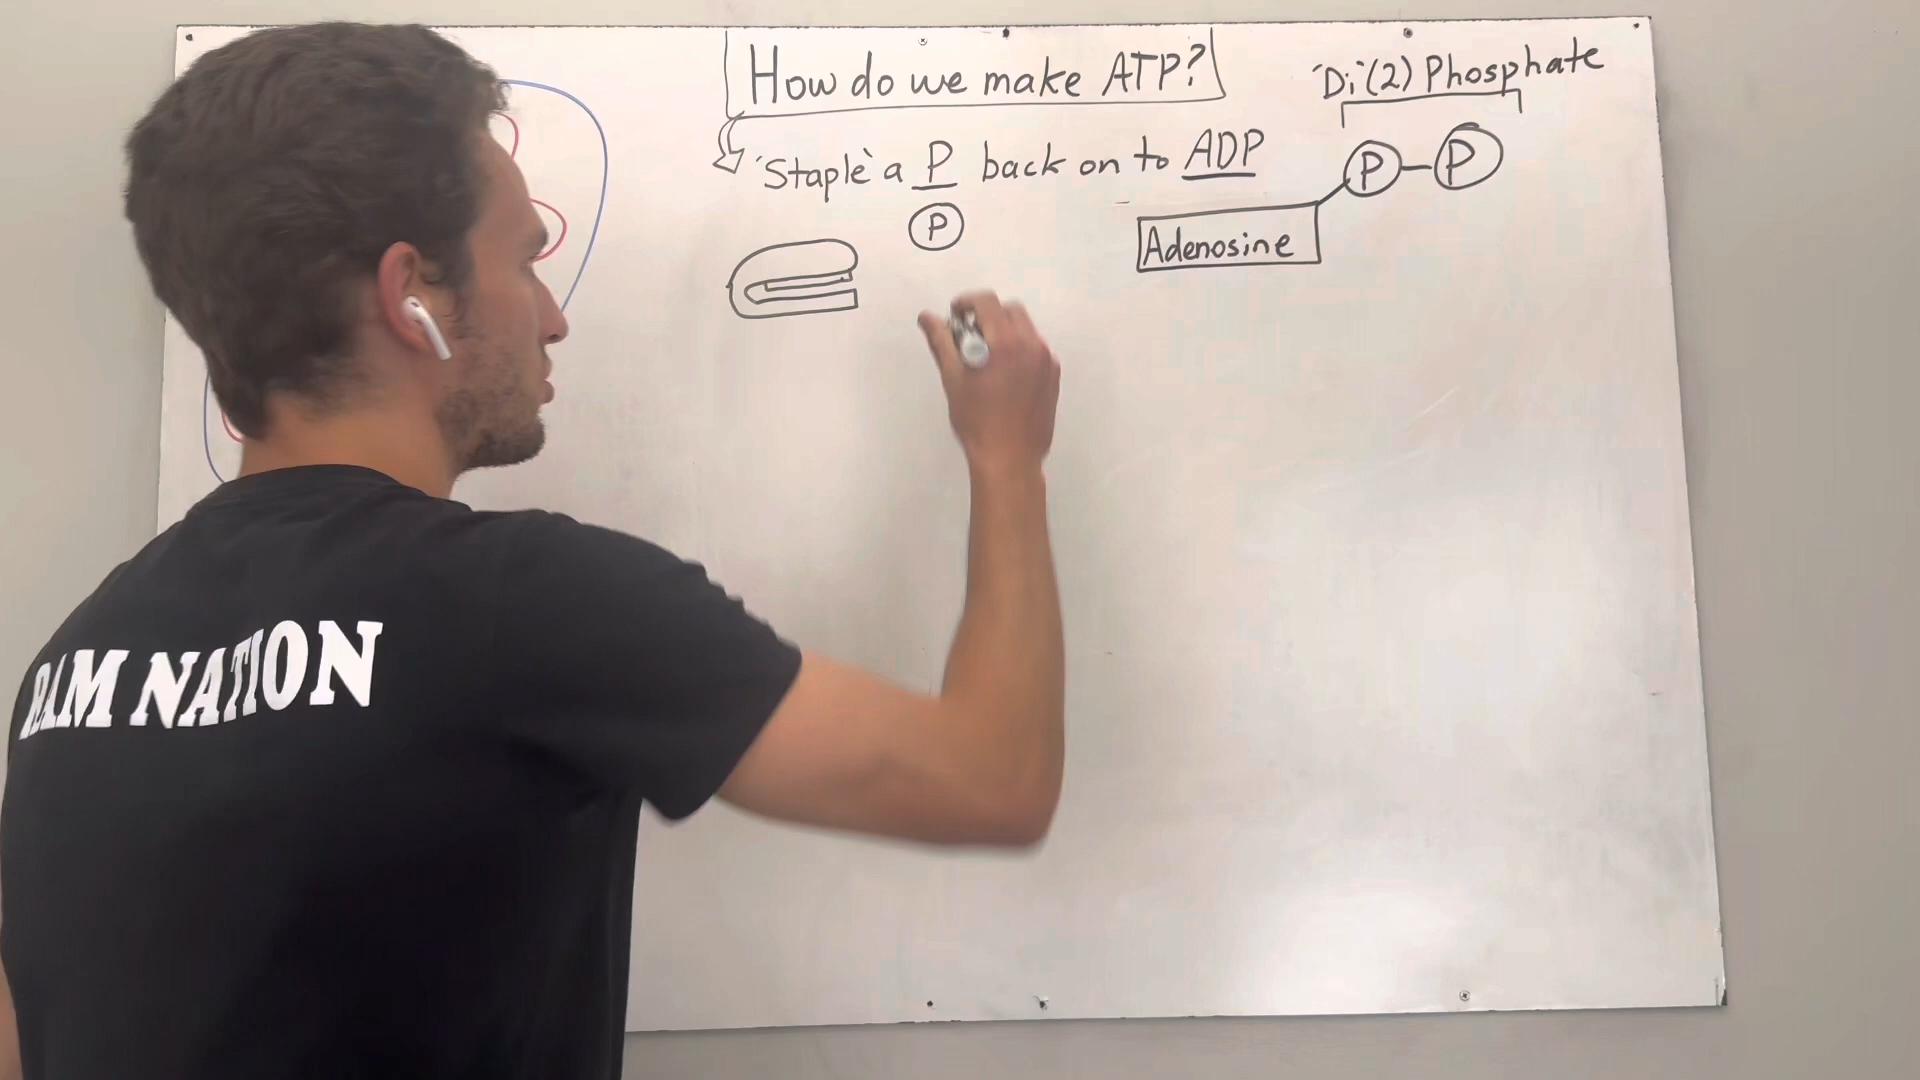 How do we make ATP?
"Di"(2) Phosphate
"Staple" a P back on to ADP
P
P - P
Adenosine
RAM NATION